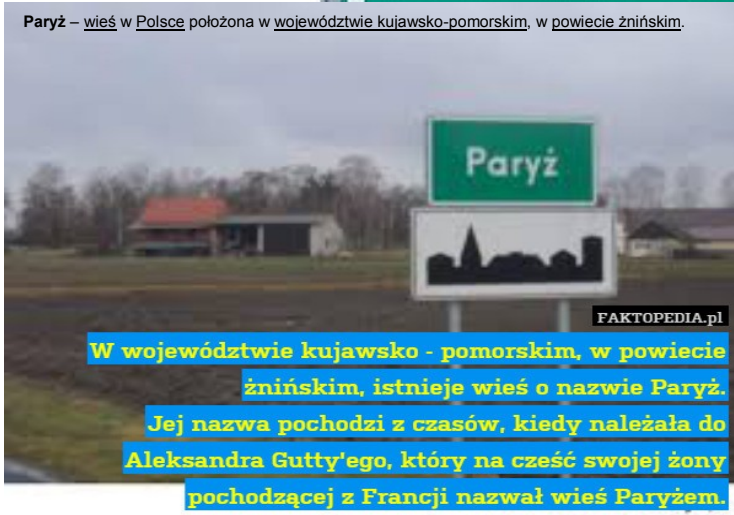 Paryż – wieś w Polsce położona w województwie kujawsko-pomorskim, w powiecie żnińskim.
Paryż
FAKTOPEDIA.pl
W wojewódźtwie kujawsko - pomorskim, w powiecie
żnińskim, istnieje wieś o nazwie Paryż.
Jej nazwa pochodzi z czasów, kiedy należała do
Aleksandra Gutty'ego, który na cześć swojej żony
pochodzącej z Francji nazwał wieś Paryżem.